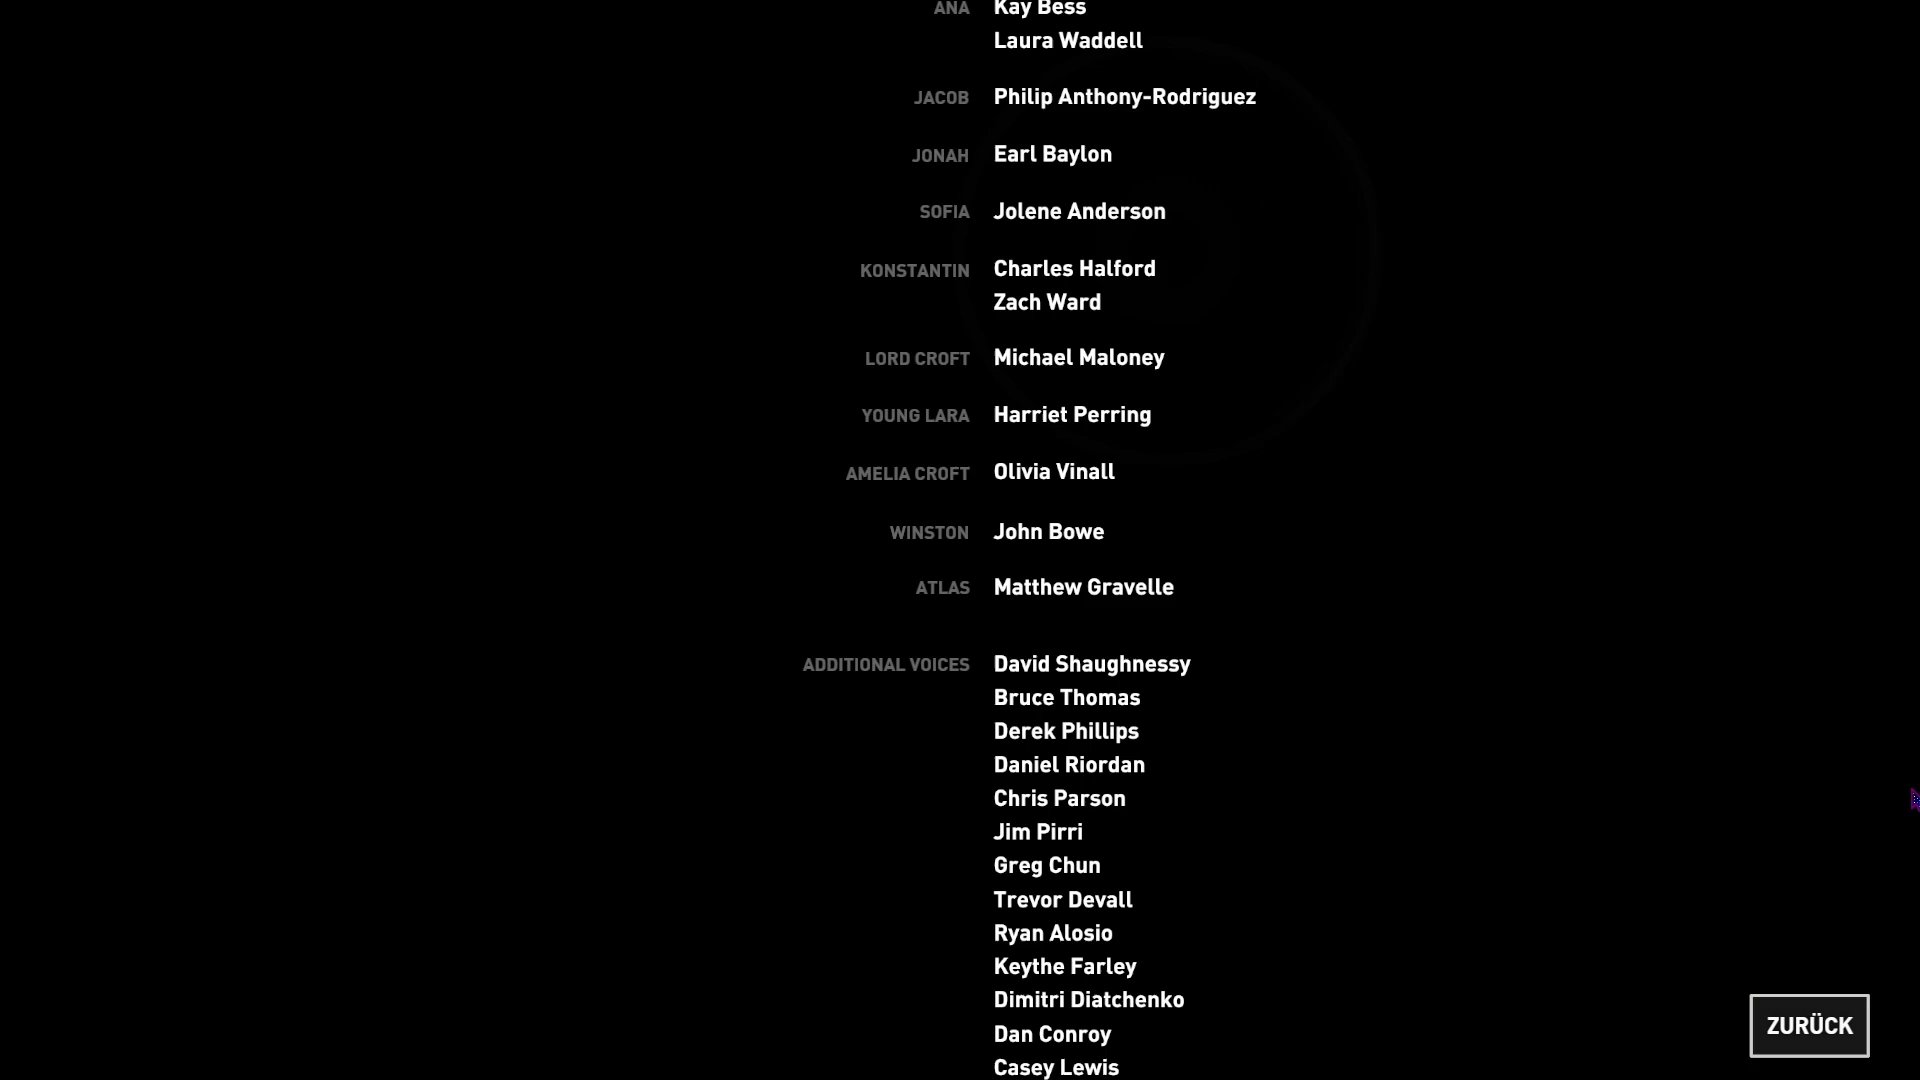 ANA Kay Bess
Laura Waddell
JACOB Philip Anthony-Rodriguez
JONAH Earl Baylon
SOFIA Jolene Anderson
KONSTANTIN Charles Halford
Zach Ward
LORD CROFT Michael Maloney
YOUNG LARA Harriet Perring
AMELIA CROFT Olivia Vinall
WINSTON John Bowe
ATLAS Matthew Gravelle
ADDITIONAL VOICES David Shaughnessy
Bruce Thomas
Derek Phillips
Daniel Riordan
Chris Parson
Jim Pirri
Greg Chun
Trevor Devall
Ryan Alosio
Keythe Farley
Dimitri Diatchenko
Dan Conroy
Casey Lewis
ZURÜCK